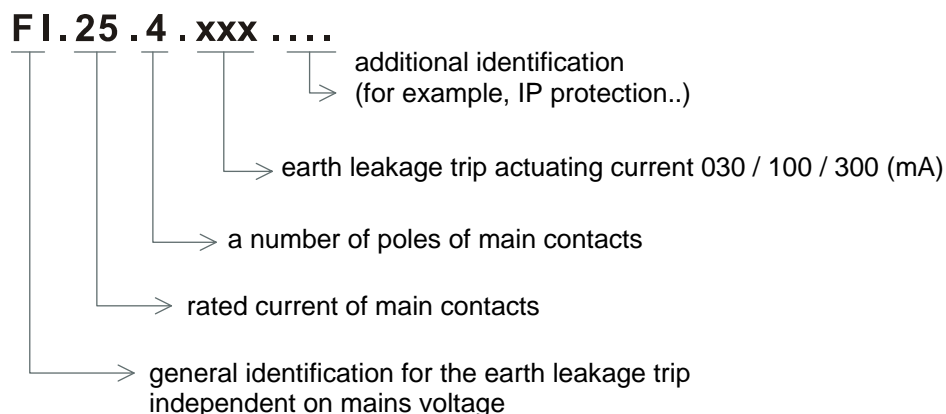 FI.25.4.xxx....
additional identification
(for example, IP protection..)
earth leakage trip actuating current 030 / 100 / 300 (mA)
a number of poles of main contacts
rated current of main contacts
general identification for the earth leakage trip
independent on mains voltage